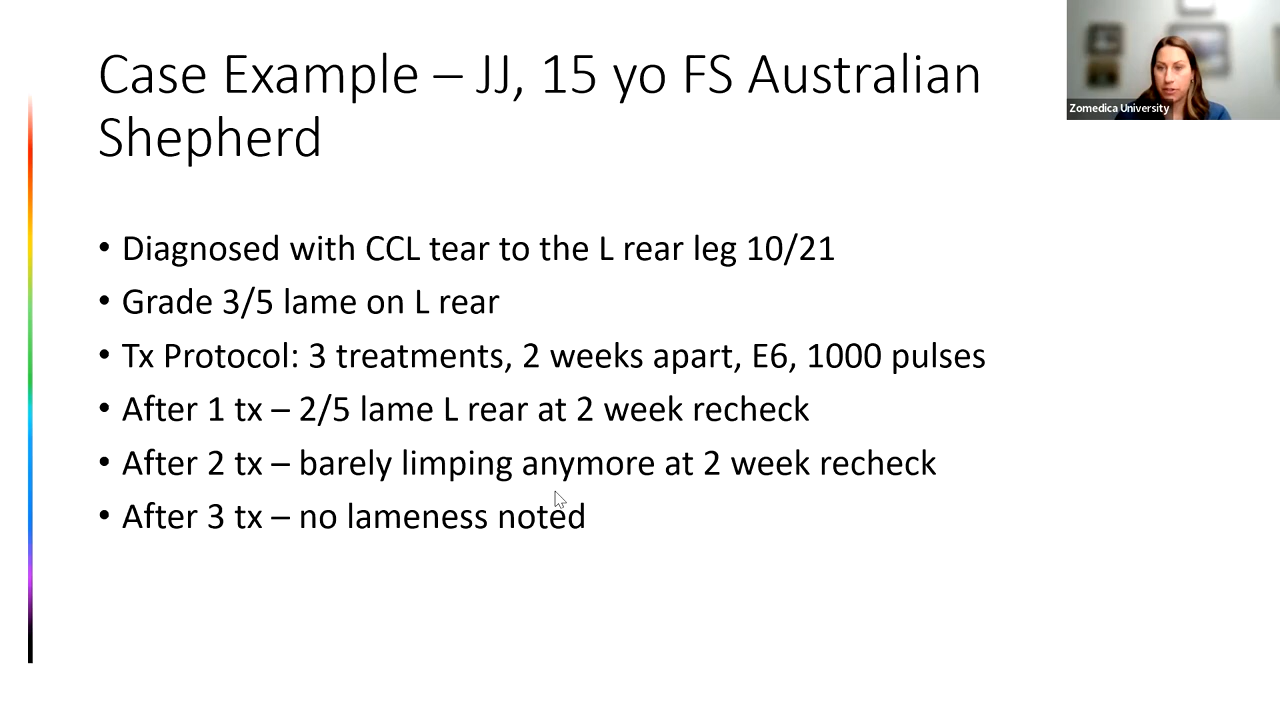 Case Example – JJ, 15 yo FS Australian
Shepherd
Zomedica University
• Diagnosed with CCL tear to the L rear leg 10/21
• Grade 3/5 lame on L rear
• Tx Protocol: 3 treatments, 2 weeks apart, E6, 1000 pulses
• After 1 tx – 2/5 lame L rear at 2 week recheck
• After 2 tx – barely limping anymore at 2 week recheck
• After 3 tx – no lameness noted